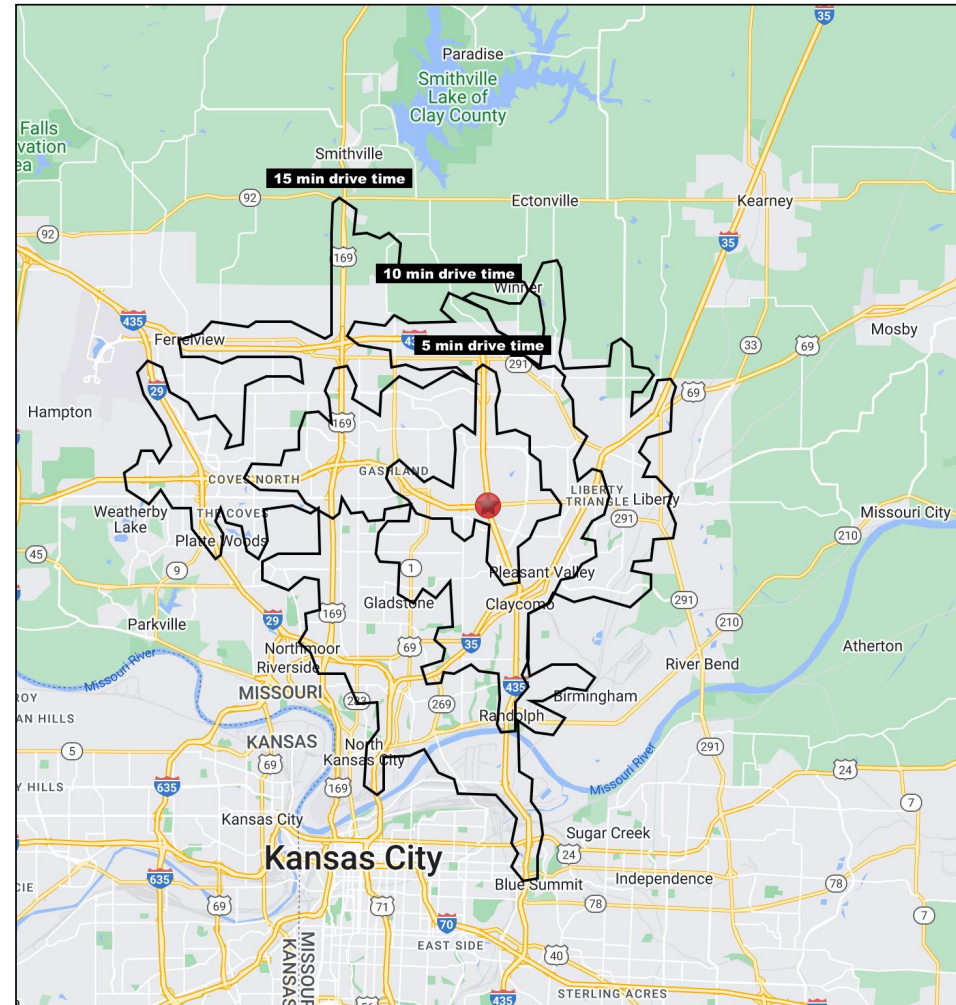 35
Paradise
Smithville
Lake of
Clay County
Falls
vation
ea
Smithville
15 min drive time
92
Ectonville
Kearney
92
169
35
10 min drive time
Winner
435
Ferrelview
43
5 min drive time
Mosby
33
69
291
29
69
Hampton
169
GASHLAND
COVES NORTH
LIBERTY
TRIANGLE
Liberty
Weatherby
Lake
THE COVES
291
Missouri City
Platte Woods
210
45
9
1
Pleasant Valley
169
Gladstone
Claycomo
291
29
210
Parkville
69
35
Atherton
Northmoor
Riverside
River Bend
Missouri River
MISSOURI
435
Birmingham
ROY
AN HILLS
283
269
Randolph
KANSAS
North
Kansas City
5
69
291
Missouri River
24
Y HILLS
635
169
7
Kansas City
Sugar Creek
24
Kansas City
Independence
Blue Summit
CIE
635
78
69
71
78
7
70
EAST SIDE
40
MISSOUR
KANSAS
435
STERLING ACRES